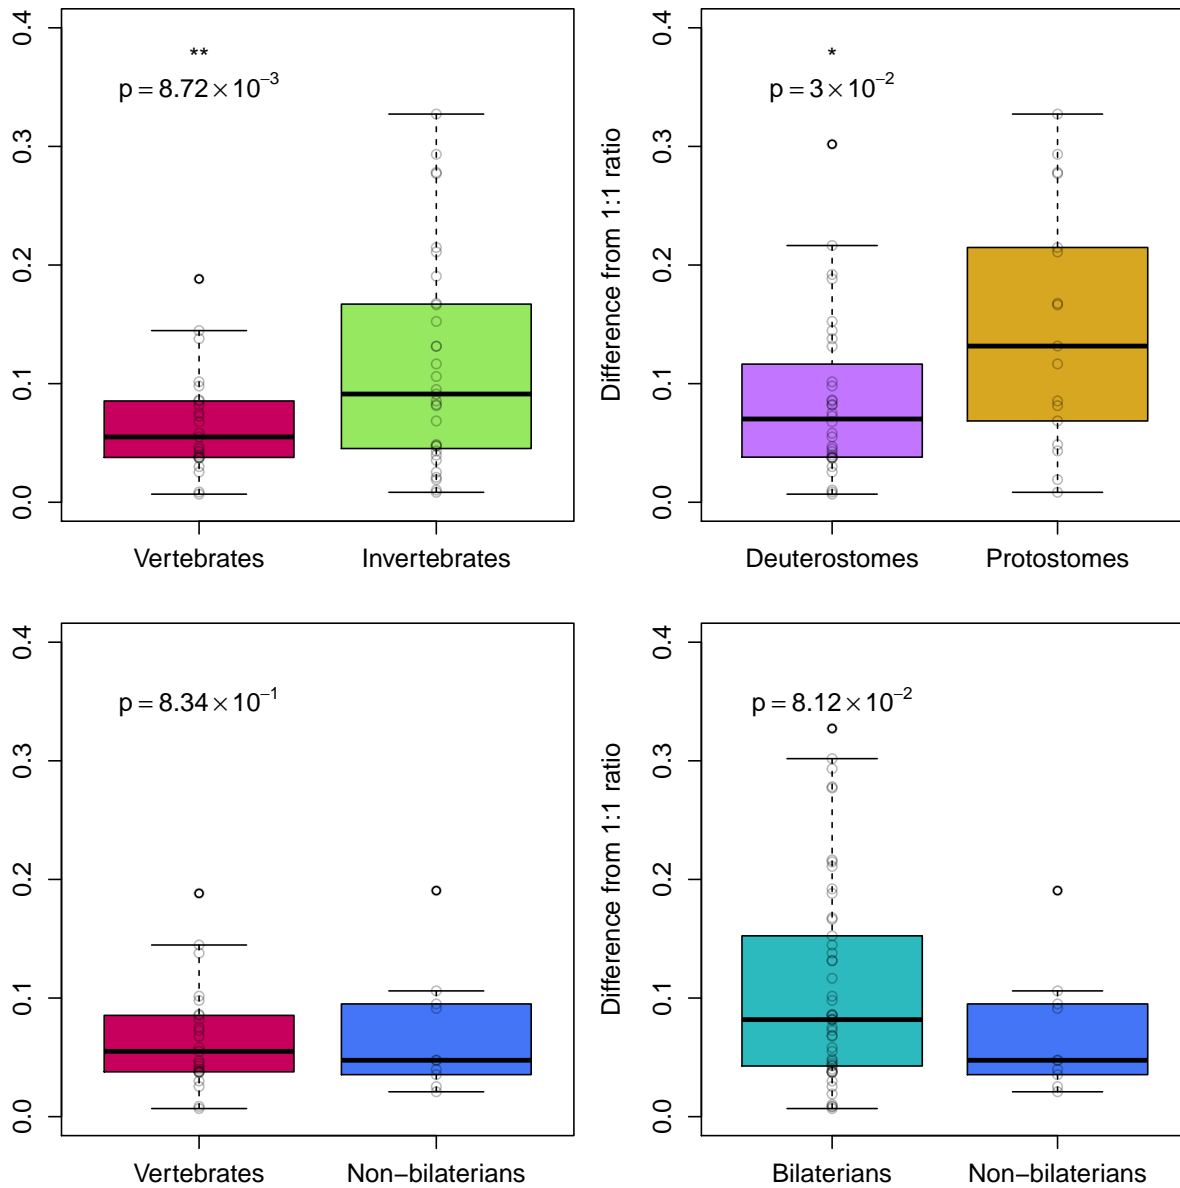 0.0 0.1 0.2 0.3 0.4
**
p = 8.72 × 10⁻³
Vertebrates Invertebrates
Difference from 1:1 ratio
0.0 0.1 0.2 0.3 0.4
*
p = 3 × 10⁻²
Deuterostomes Protostomes
0.0 0.1 0.2 0.3 0.4
p = 8.34 × 10⁻¹
Vertebrates Non−bilaterians
Difference from 1:1 ratio
0.0 0.1 0.2 0.3 0.4
p = 8.12 × 10⁻²
Bilaterians Non−bilaterians